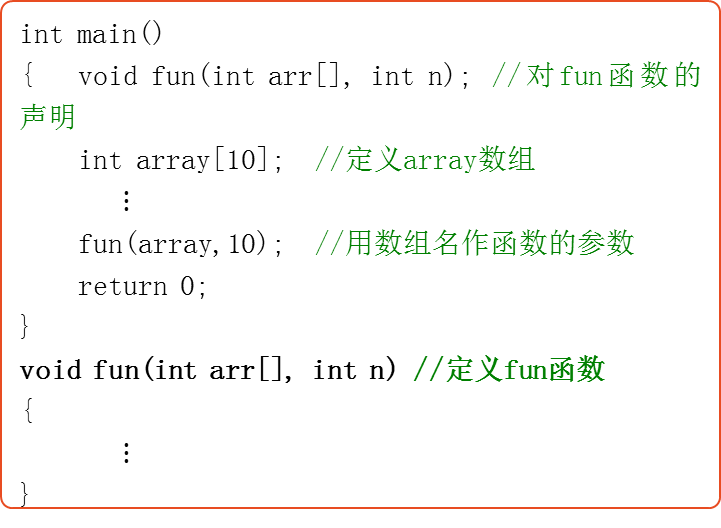 int main()
{   void fun(int arr[], int n); //对fun函数的
声明
    int array[10];  //定义array数组
      ⋮
    fun(array,10);  //用数组名作函数的参数
    return 0;
}
void fun(int arr[], int n) //定义fun函数
{
      ⋮
}